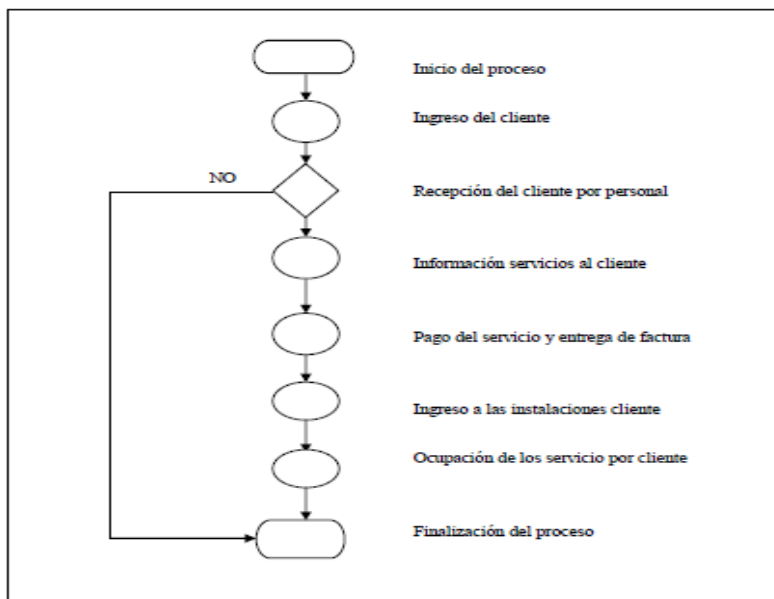 Inicio del proceso
Ingreso del cliente
NO
Recepción del cliente por personal
Información servicios al cliente
Pago del servicio y entrega de factura
Ingreso a las instalaciones cliente
Ocupación de los servicio por cliente
Finalización del proceso